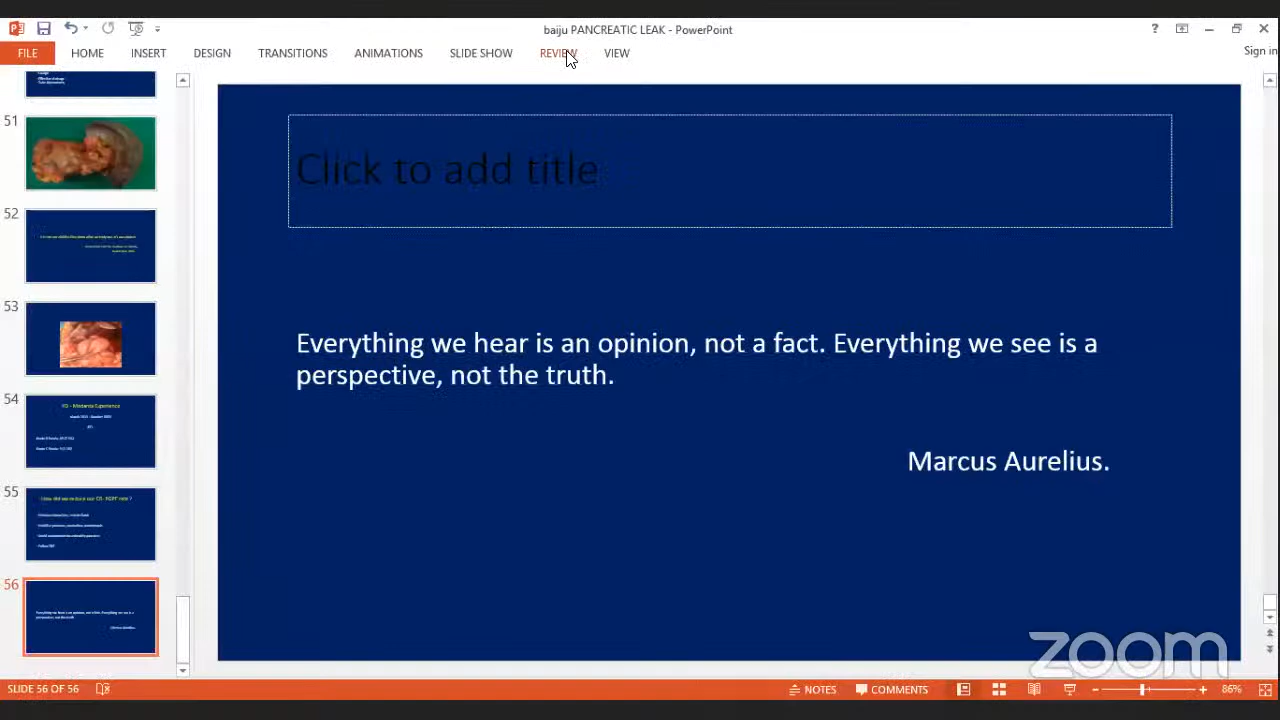 baiju PANCREATIC LEAK - PowerPoint
FILE HOME INSERT DESIGN TRANSITIONS ANIMATIONS SLIDE SHOW REVIEW VIEW Sign in
51
52
53
54
55
56
Click to add title
Everything we hear is an opinion, not a fact. Everything we see is a
perspective, not the truth.
Marcus Aurelius.
zoom
SLIDE 56 OF 56 NOTES COMMENTS 86%